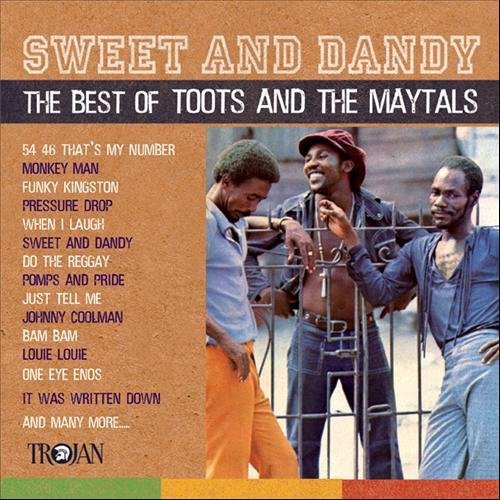 SWEET AND DANDY
THE BEST OF TOOTS AND THE MAYTALS
54 46 THAT'S MY NUMBER
MONKEY MAN
FUNKY KINGSTON
PRESSURE DROP
WHEN I LAUGH
SWEET AND DANDY
DO THE REGGAY
POMPS AND PRIDE
JUST TELL ME
JOHNNY COOLMAN
BAM BAM
LOUIE LOUIE
ONE EYE ENOS
IT WAS WRITTEN DOWN
AND MANY MORE.....
TROJAN